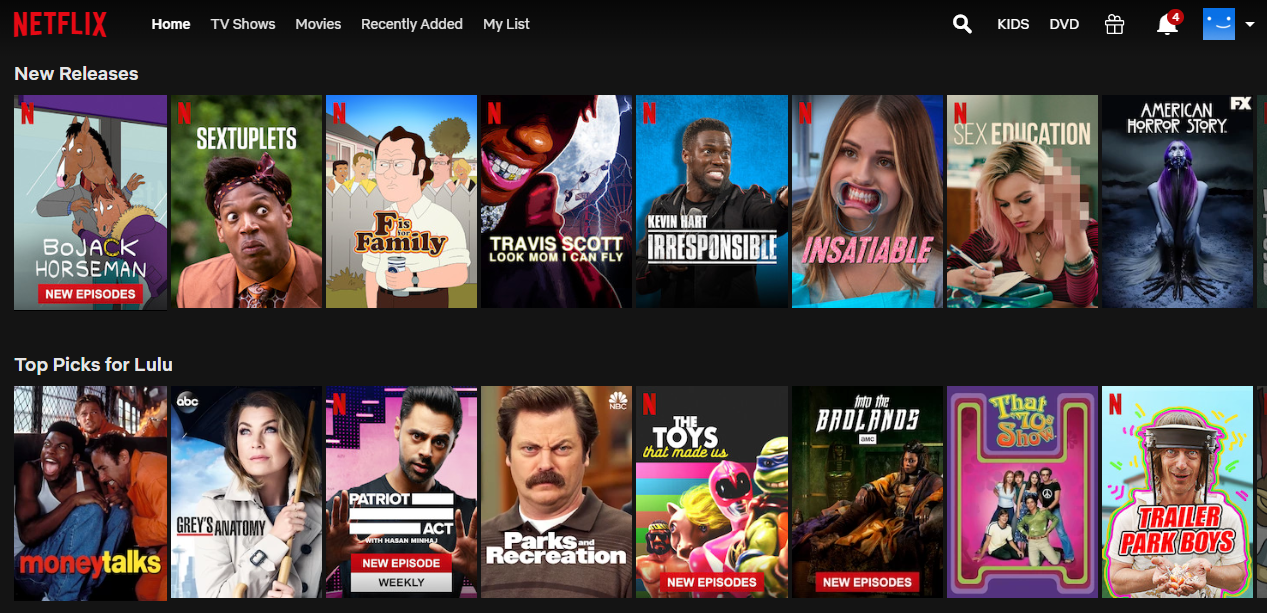 NETFLIX
Home TV Shows Movies Recently Added My List KIDS DVD 4
New Releases
N
BOJACK
HORSEMAN
NEW EPISODES
N
SEXTUPLETS
N
F is
for
Family
N
TRAVIS SCOTT
LOOK MOM I CAN FLY
N
KEVIN HART
IRRESPONSIBLE
N
INSATIABLE
N
SEX EDUCATION
FX
AMERICAN
HORROR STORY.
Top Picks for Lulu
moneytalks
abc
GREY'S ANATOMY
N
PATRIOT
ACT
WITH HASAN MINHAJ
NEW EPISODE
WEEKLY
NBC
Parks and
Recreation
N
THE
TOYS
that made us
NEW EPISODES
INTO THE
BADLANDS
amc
NEW EPISODES
That
'70s
Show
N
TRAILER
PARK BOYS